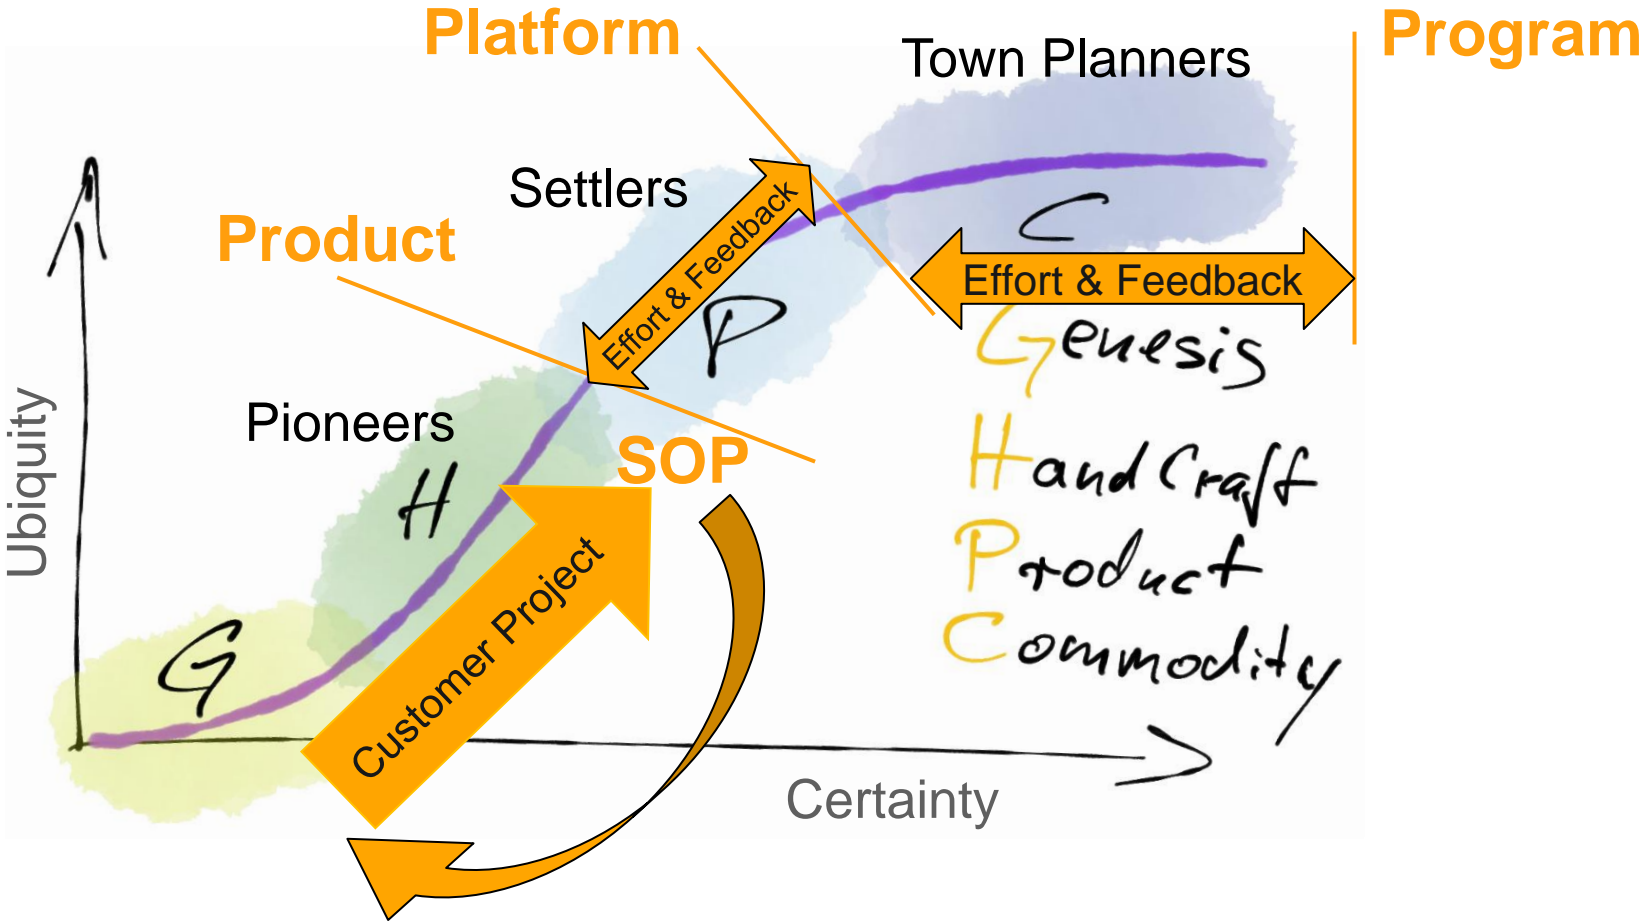 Platform
Program
Town Planners
Settlers
Product
Effort & Feedback
C
Effort & Feedback
P
Genesis
Pioneers
Ubiquity
H
SOP
HandCraft
Product
Customer Project
G
Commodity
Certainty